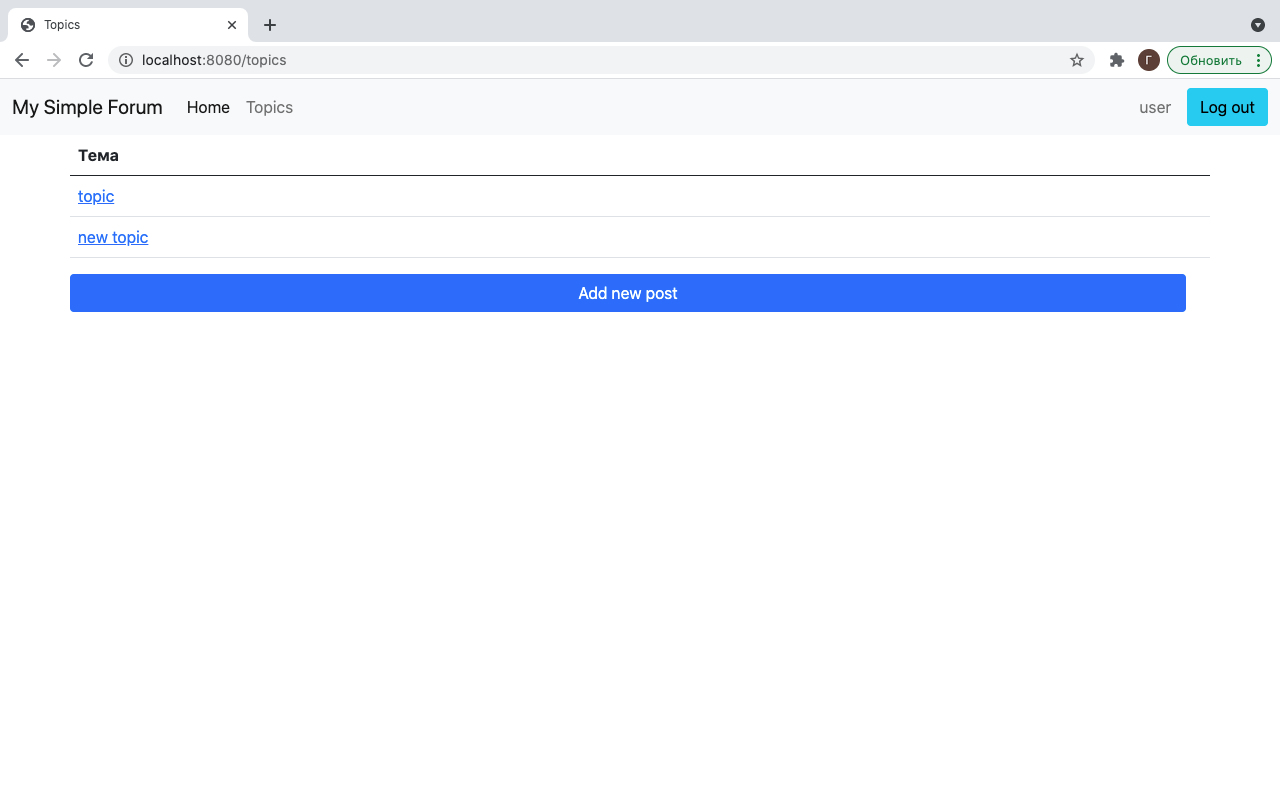 Topics
localhost:8080/topics
Г
Обновить
My Simple Forum
Home
Topics
user
Log out
Тема
topic
new topic
Add new post